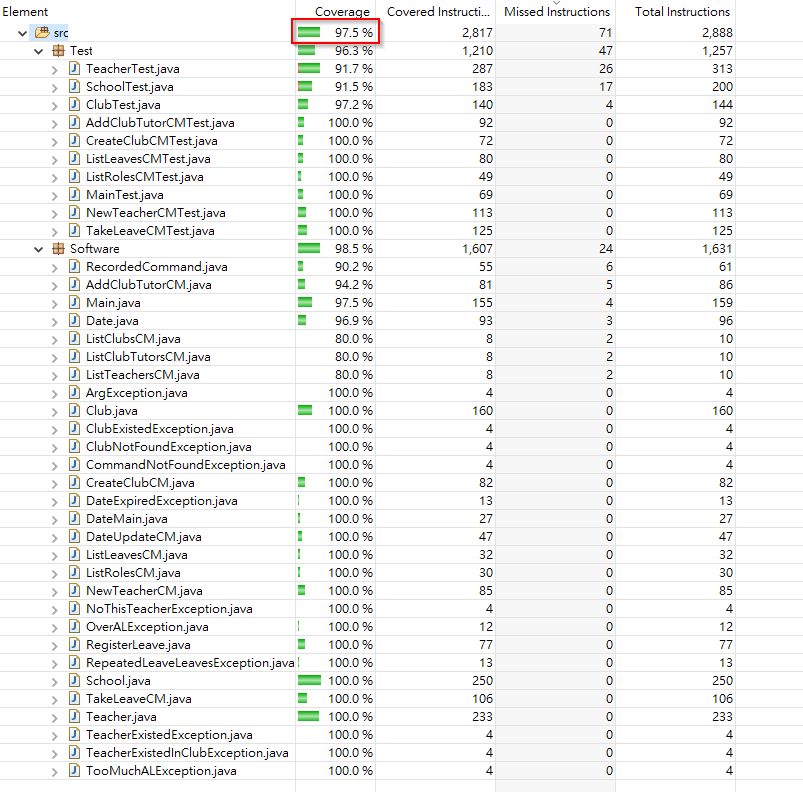 Element Coverage Covered Instructi... Missed Instructions Total Instructions
src 97.5 % 2,817 71 2,888
Test 96.3 % 1,210 47 1,257
TeacherTest.java 91.7 % 287 26 313
SchoolTest.java 91.5 % 183 17 200
ClubTest.java 97.2 % 140 4 144
AddClubTutorCMTest.java 100.0 % 92 0 92
CreateClubCMTest.java 100.0 % 72 0 72
ListLeavesCMTest.java 100.0 % 80 0 80
ListRolesCMTest.java 100.0 % 49 0 49
MainTest.java 100.0 % 69 0 69
NewTeacherCMTest.java 100.0 % 113 0 113
TakeLeaveCMTest.java 100.0 % 125 0 125
Software 98.5 % 1,607 24 1,631
RecordedCommand.java 90.2 % 55 6 61
AddClubTutorCM.java 94.2 % 81 5 86
Main.java 97.5 % 155 4 159
Date.java 96.9 % 93 3 96
ListClubsCM.java 80.0 % 8 2 10
ListClubTutorsCM.java 80.0 % 8 2 10
ListTeachersCM.java 80.0 % 8 2 10
ArgException.java 100.0 % 4 0 4
Club.java 100.0 % 160 0 160
ClubExistedException.java 100.0 % 4 0 4
ClubNotFoundException.java 100.0 % 4 0 4
CommandNotFoundException.java 100.0 % 4 0 4
CreateClubCM.java 100.0 % 82 0 82
DateExpiredException.java 100.0 % 13 0 13
DateMain.java 100.0 % 27 0 27
DateUpdateCM.java 100.0 % 47 0 47
ListLeavesCM.java 100.0 % 32 0 32
ListRolesCM.java 100.0 % 30 0 30
NewTeacherCM.java 100.0 % 85 0 85
NoThisTeacherException.java 100.0 % 4 0 4
OverALException.java 100.0 % 12 0 12
RegisterLeave.java 100.0 % 77 0 77
RepeatedLeaveLeavesException.java 100.0 % 13 0 13
School.java 100.0 % 250 0 250
TakeLeaveCM.java 100.0 % 106 0 106
Teacher.java 100.0 % 233 0 233
TeacherExistedException.java 100.0 % 4 0 4
TeacherExistedInClubException.java 100.0 % 4 0 4
TooMuchALException.java 100.0 % 4 0 4